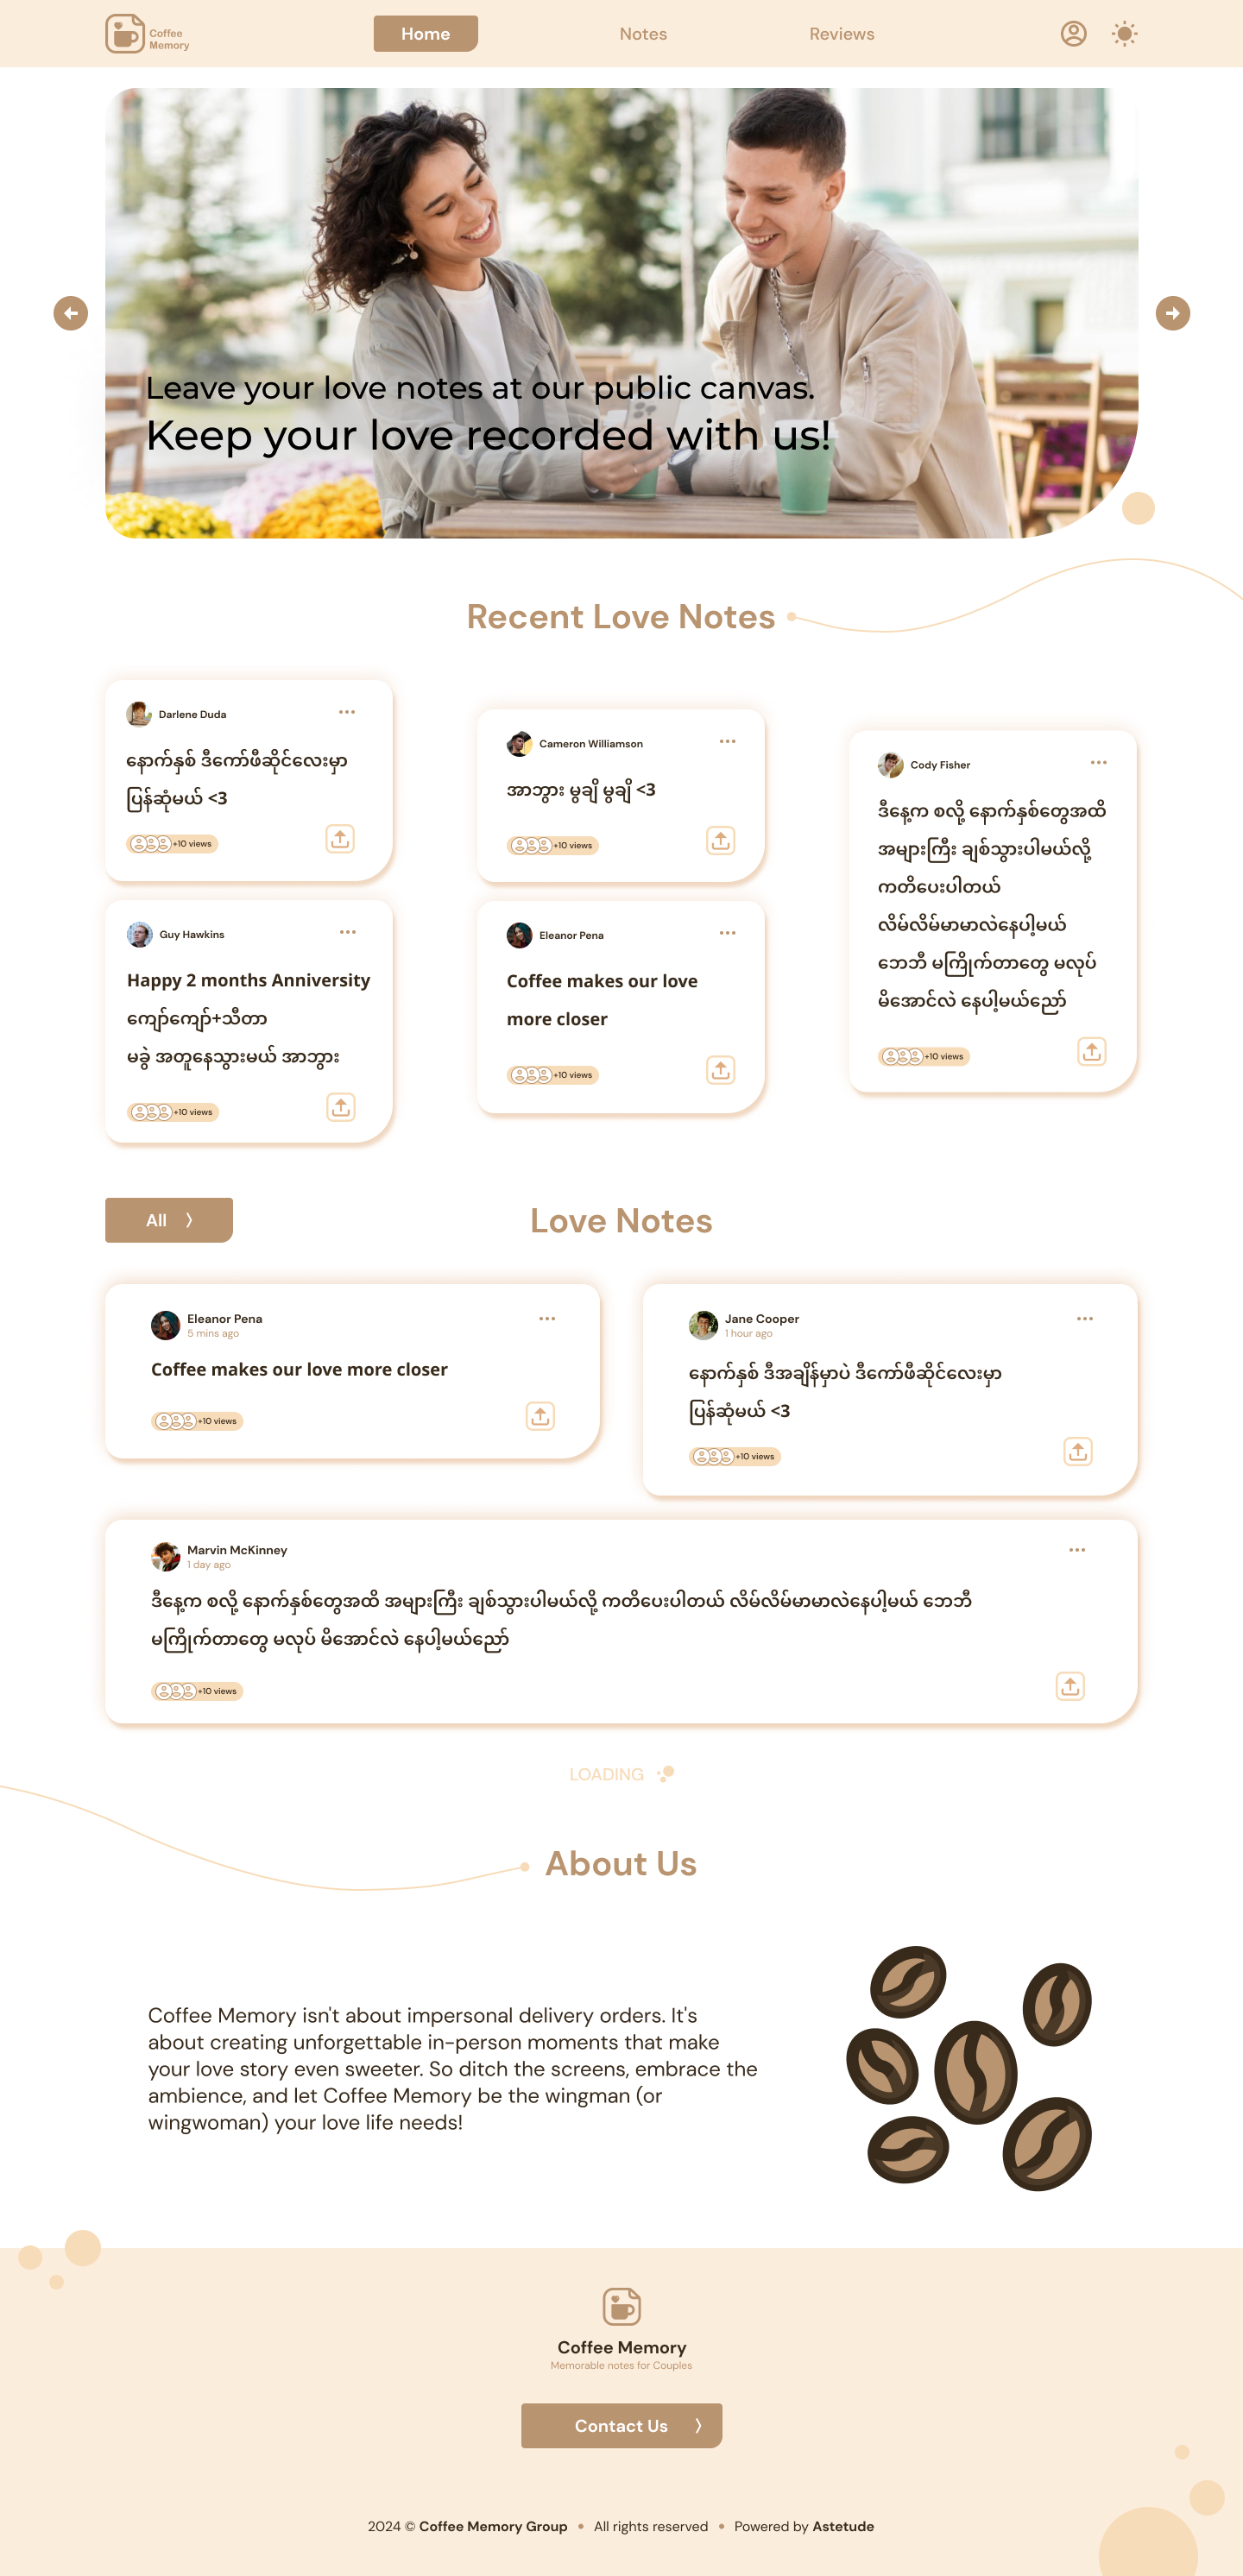 Coffee
Memory
Home
Notes
Reviews
Leave your love notes at our public canvas.
Keep your love recorded with us!
Recent Love Notes
Darlene Duda
နောက်နှစ် ဒီကော်ဖီဆိုင်လေးမှာ
ပြန်ဆုံမယ် <3
+10 views
Guy Hawkins
Happy 2 months Anniversity
ကျော်ကျော်+သီတာ
မခွဲ အတူနေသွားမယ် အာဘွား
+10 views
Cameron Williamson
အာဘွား မွချိ မွချိ <3
+10 views
Eleanor Pena
Coffee makes our love
more closer
+10 views
Cody Fisher
ဒီနေ့က စလို့ နောက်နှစ်တွေအထိ
အများကြီး ချစ်သွားပါမယ်လို့
ကတိပေးပါတယ်
လိမ်လိမ်မာမာလဲနေပါ့မယ်
ဘေဘီ မကြိုက်တာတွေ မလုပ်
မိအောင်လဲ နေပါ့မယ်ညော်
+10 views
All
Love Notes
Eleanor Pena
5 mins ago
Coffee makes our love more closer
+10 views
Jane Cooper
1 hour ago
နောက်နှစ် ဒီအချိန်မှာပဲ ဒီကော်ဖီဆိုင်လေးမှာ
ပြန်ဆုံမယ် <3
+10 views
Marvin McKinney
1 day ago
ဒီနေ့က စလို့ နောက်နှစ်တွေအထိ အများကြီး ချစ်သွားပါမယ်လို့ ကတိပေးပါတယ် လိမ်လိမ်မာမာလဲနေပါ့မယ် ဘေဘီ
မကြိုက်တာတွေ မလုပ် မိအောင်လဲ နေပါ့မယ်ညော်
+10 views
LOADING
About Us
Coffee Memory isn't about impersonal delivery orders. It's
about creating unforgettable in-person moments that make
your love story even sweeter. So ditch the screens, embrace the
ambience, and let Coffee Memory be the wingman (or
wingwoman) your love life needs!
Coffee Memory
Memorable notes for Couples
Contact Us
2024 © Coffee Memory Group • All rights reserved • Powered by Astetude